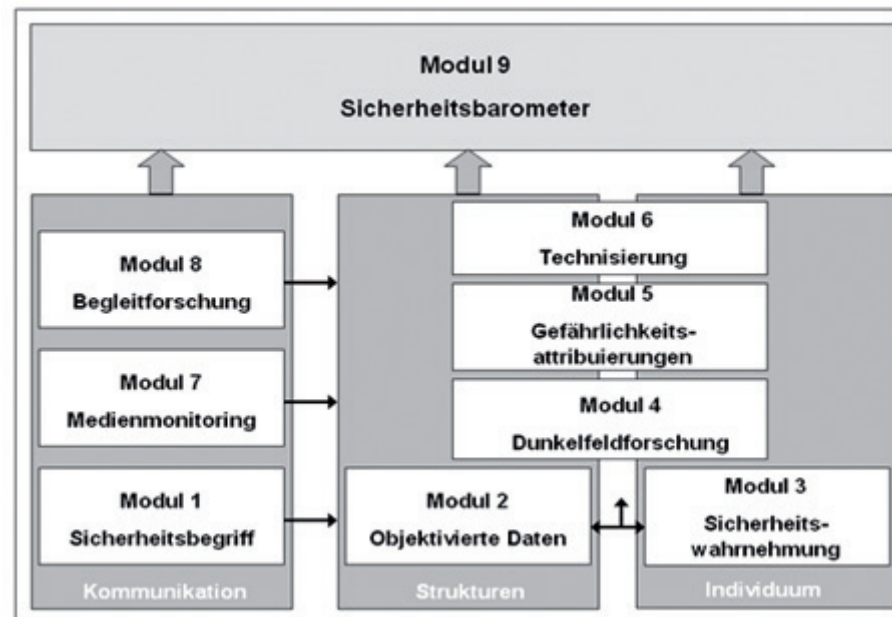 Modul 9
Sicherheitsbarometer
Modul 8
Begleitforschung
Modul 7
Medienmonitoring
Modul 1
Sicherheitsbegriff
Kommunikation
Modul 6
Technisierung
Modul 5
Gefährlichkeits-
attribuierungen
Modul 4
Dunkelfeldforschung
Modul 2
Objektivierte Daten
Strukturen
Modul 3
Sicherheits-
wahrnehmung
Individuum